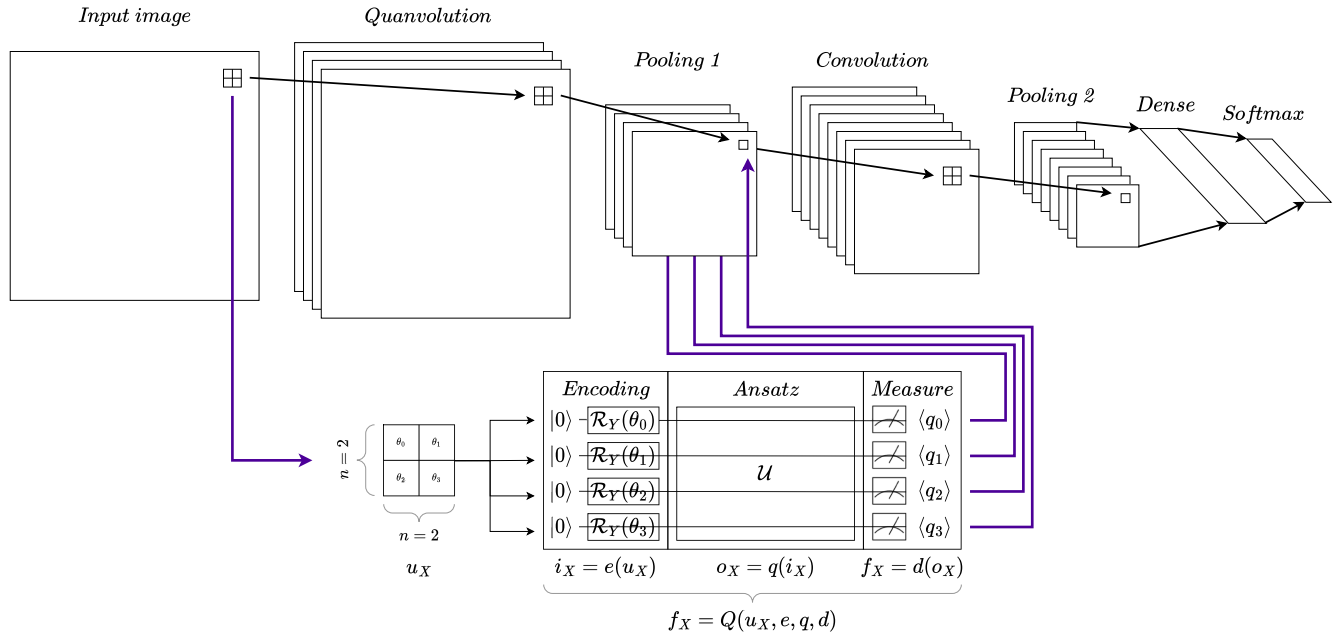 Input image
Quanvolution
Pooling 1
Convolution
Pooling 2
Dense
Softmax
Encoding
Ansatz
Measure
|0⟩ R_Y(θ_0) ⟨q_0⟩
|0⟩ R_Y(θ_1) ⟨q_1⟩
|0⟩ R_Y(θ_2) ⟨q_2⟩
|0⟩ R_Y(θ_3) ⟨q_3⟩
U
n = 2
θ_0 θ_1
θ_2 θ_3
n = 2
u_X
i_X = e(u_X)
o_X = q(i_X)
f_X = d(o_X)
f_X = Q(u_X, e, q, d)